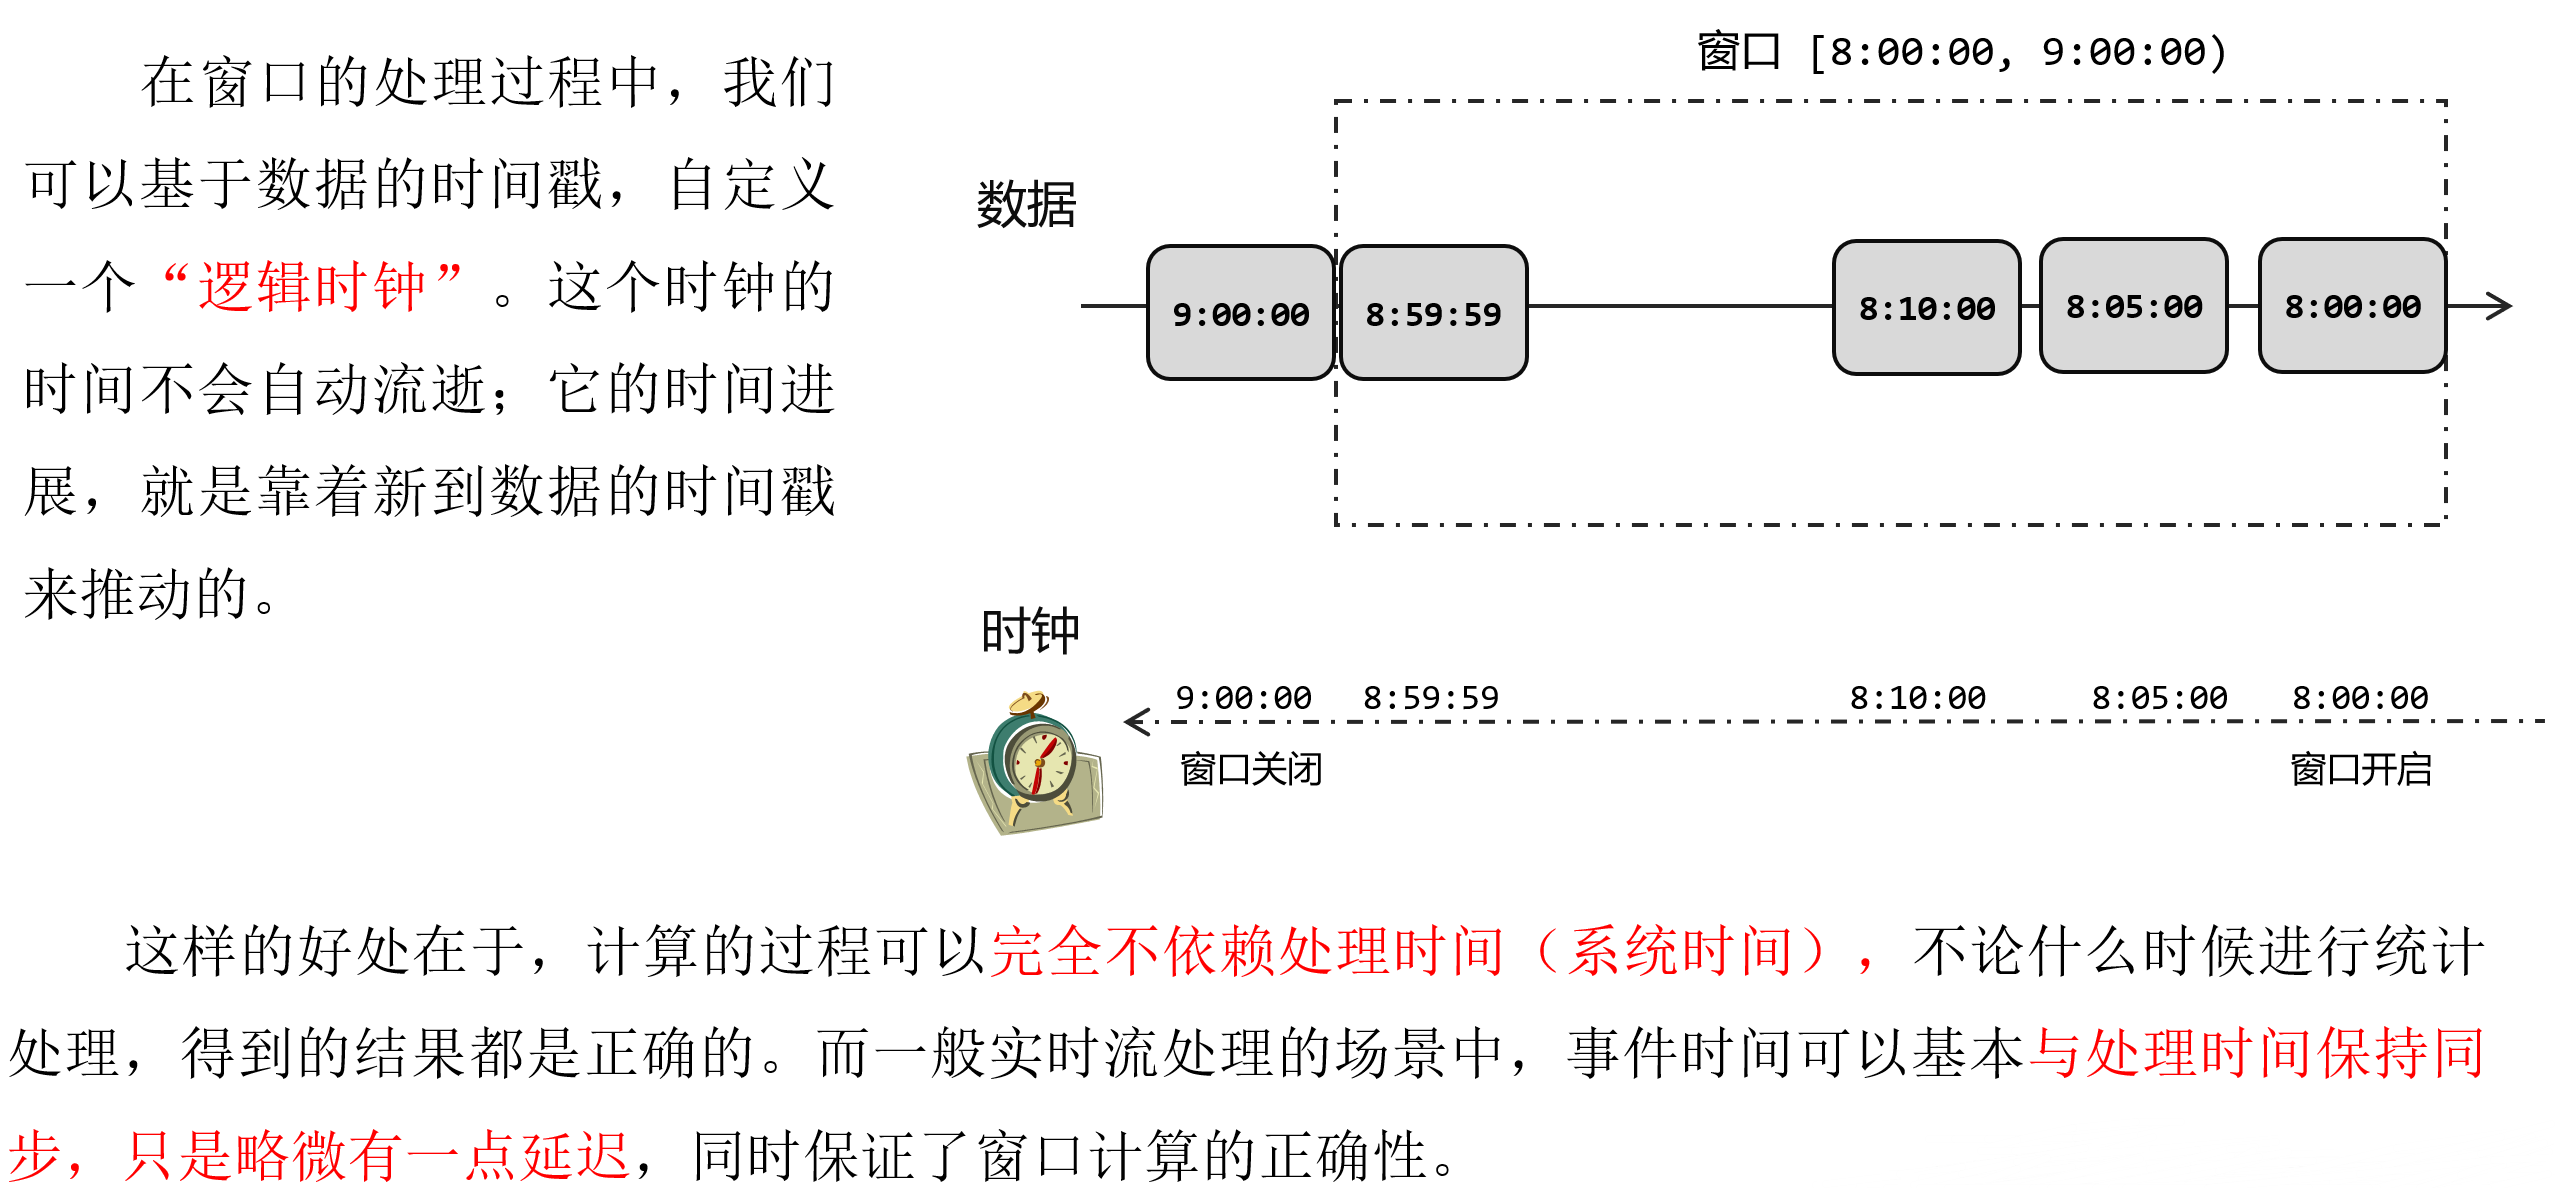 在窗口的处理过程中，我们
可以基于数据的时间戳，自定义
一个“逻辑时钟”。这个时钟的
时间不会自动流逝；它的时间进
展，就是靠着新到数据的时间戳
来推动的。
窗口 [8:00:00, 9:00:00)
数据
9:00:00 8:59:59 8:10:00 8:05:00 8:00:00
时钟
9:00:00 8:59:59 8:10:00 8:05:00 8:00:00
窗口关闭 窗口开启
这样的好处在于，计算的过程可以完全不依赖处理时间（系统时间），不论什么时候进行统计
处理，得到的结果都是正确的。而一般实时流处理的场景中，事件时间可以基本与处理时间保持同
步，只是略微有一点延迟，同时保证了窗口计算的正确性。